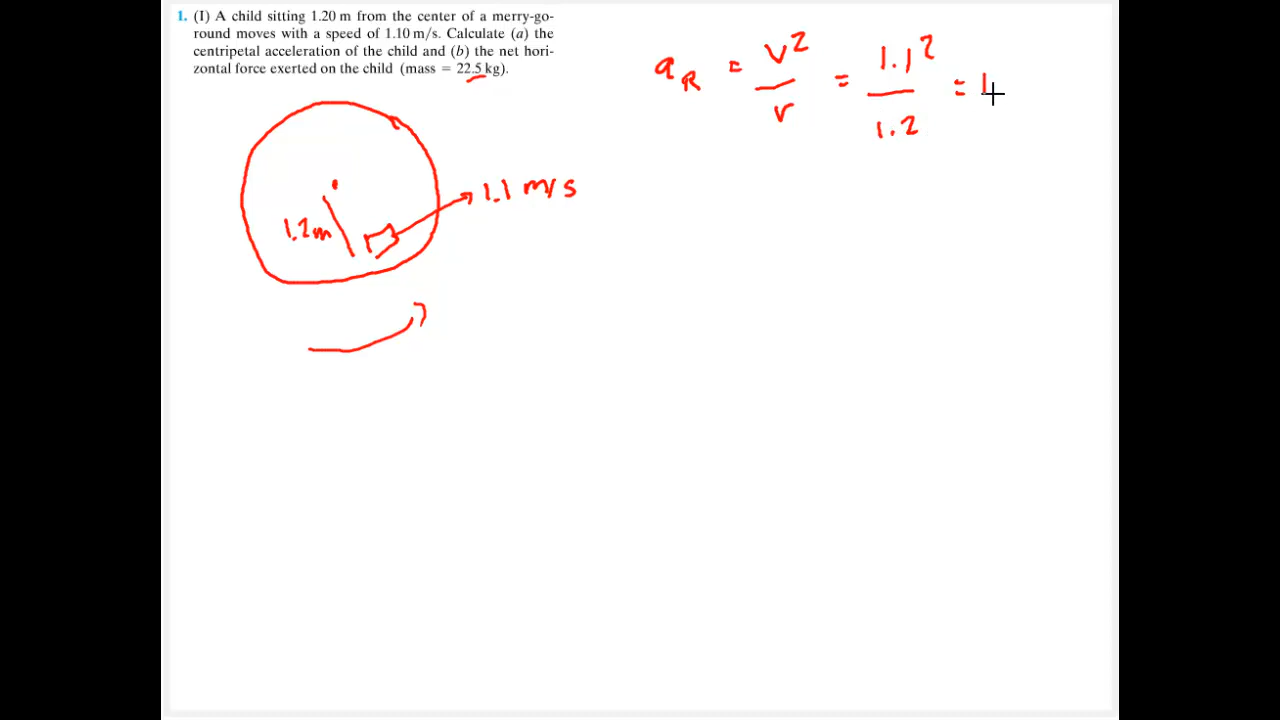 1. (I) A child sitting 1.20 m from the center of a merry-go-
round moves with a speed of 1.10 m/s. Calculate (a) the
centripetal acceleration of the child and (b) the net hori-
zontal force exerted on the child (mass = 22.5 kg).
a_R = v²/r = 1.1²/1.2 = 1
1.1 m/s
1.2m